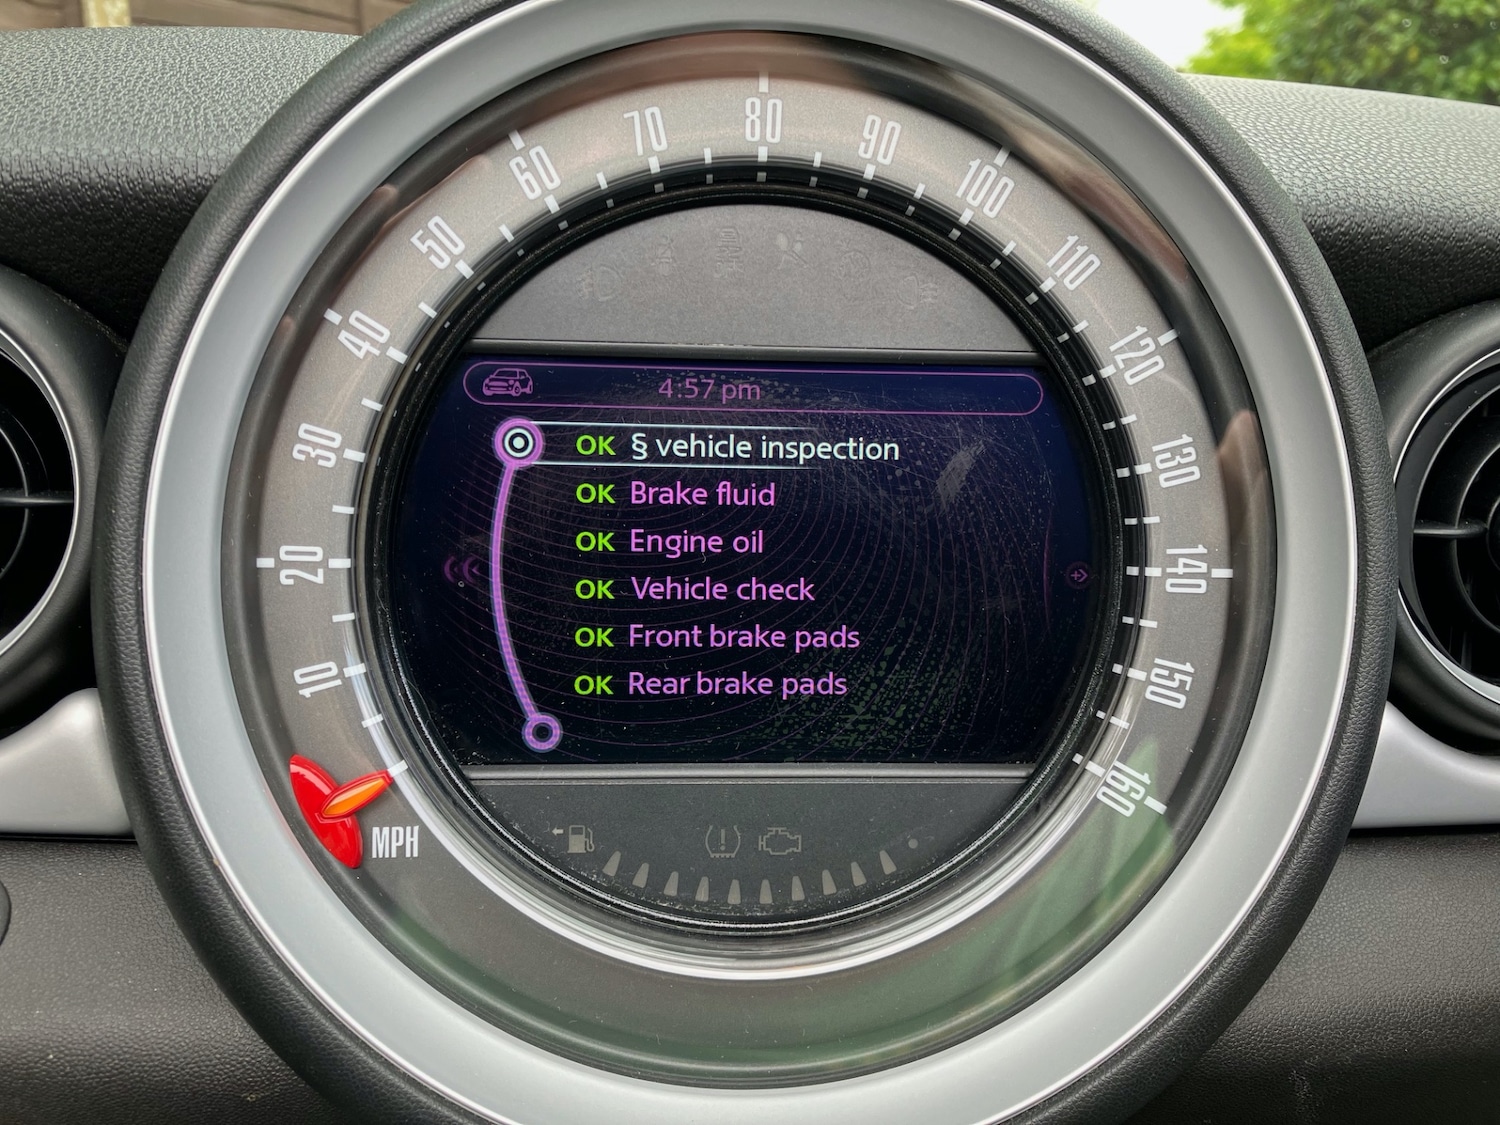 10
20
30
40
50
60
70
80
90
100
110
120
130
140
150
160
MPH
4:57 pm
OK § vehicle inspection
OK Brake fluid
OK Engine oil
OK Vehicle check
OK Front brake pads
OK Rear brake pads